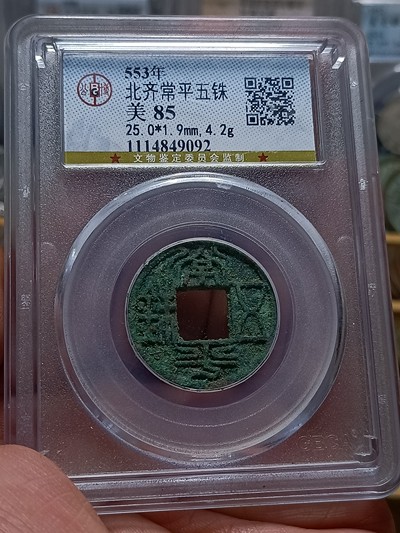 553年
北齐常平五铢
美 85
25.0*1.9mm,4.2g
1114849092
★ 文物鉴定委员会监制 ★
常
五
平